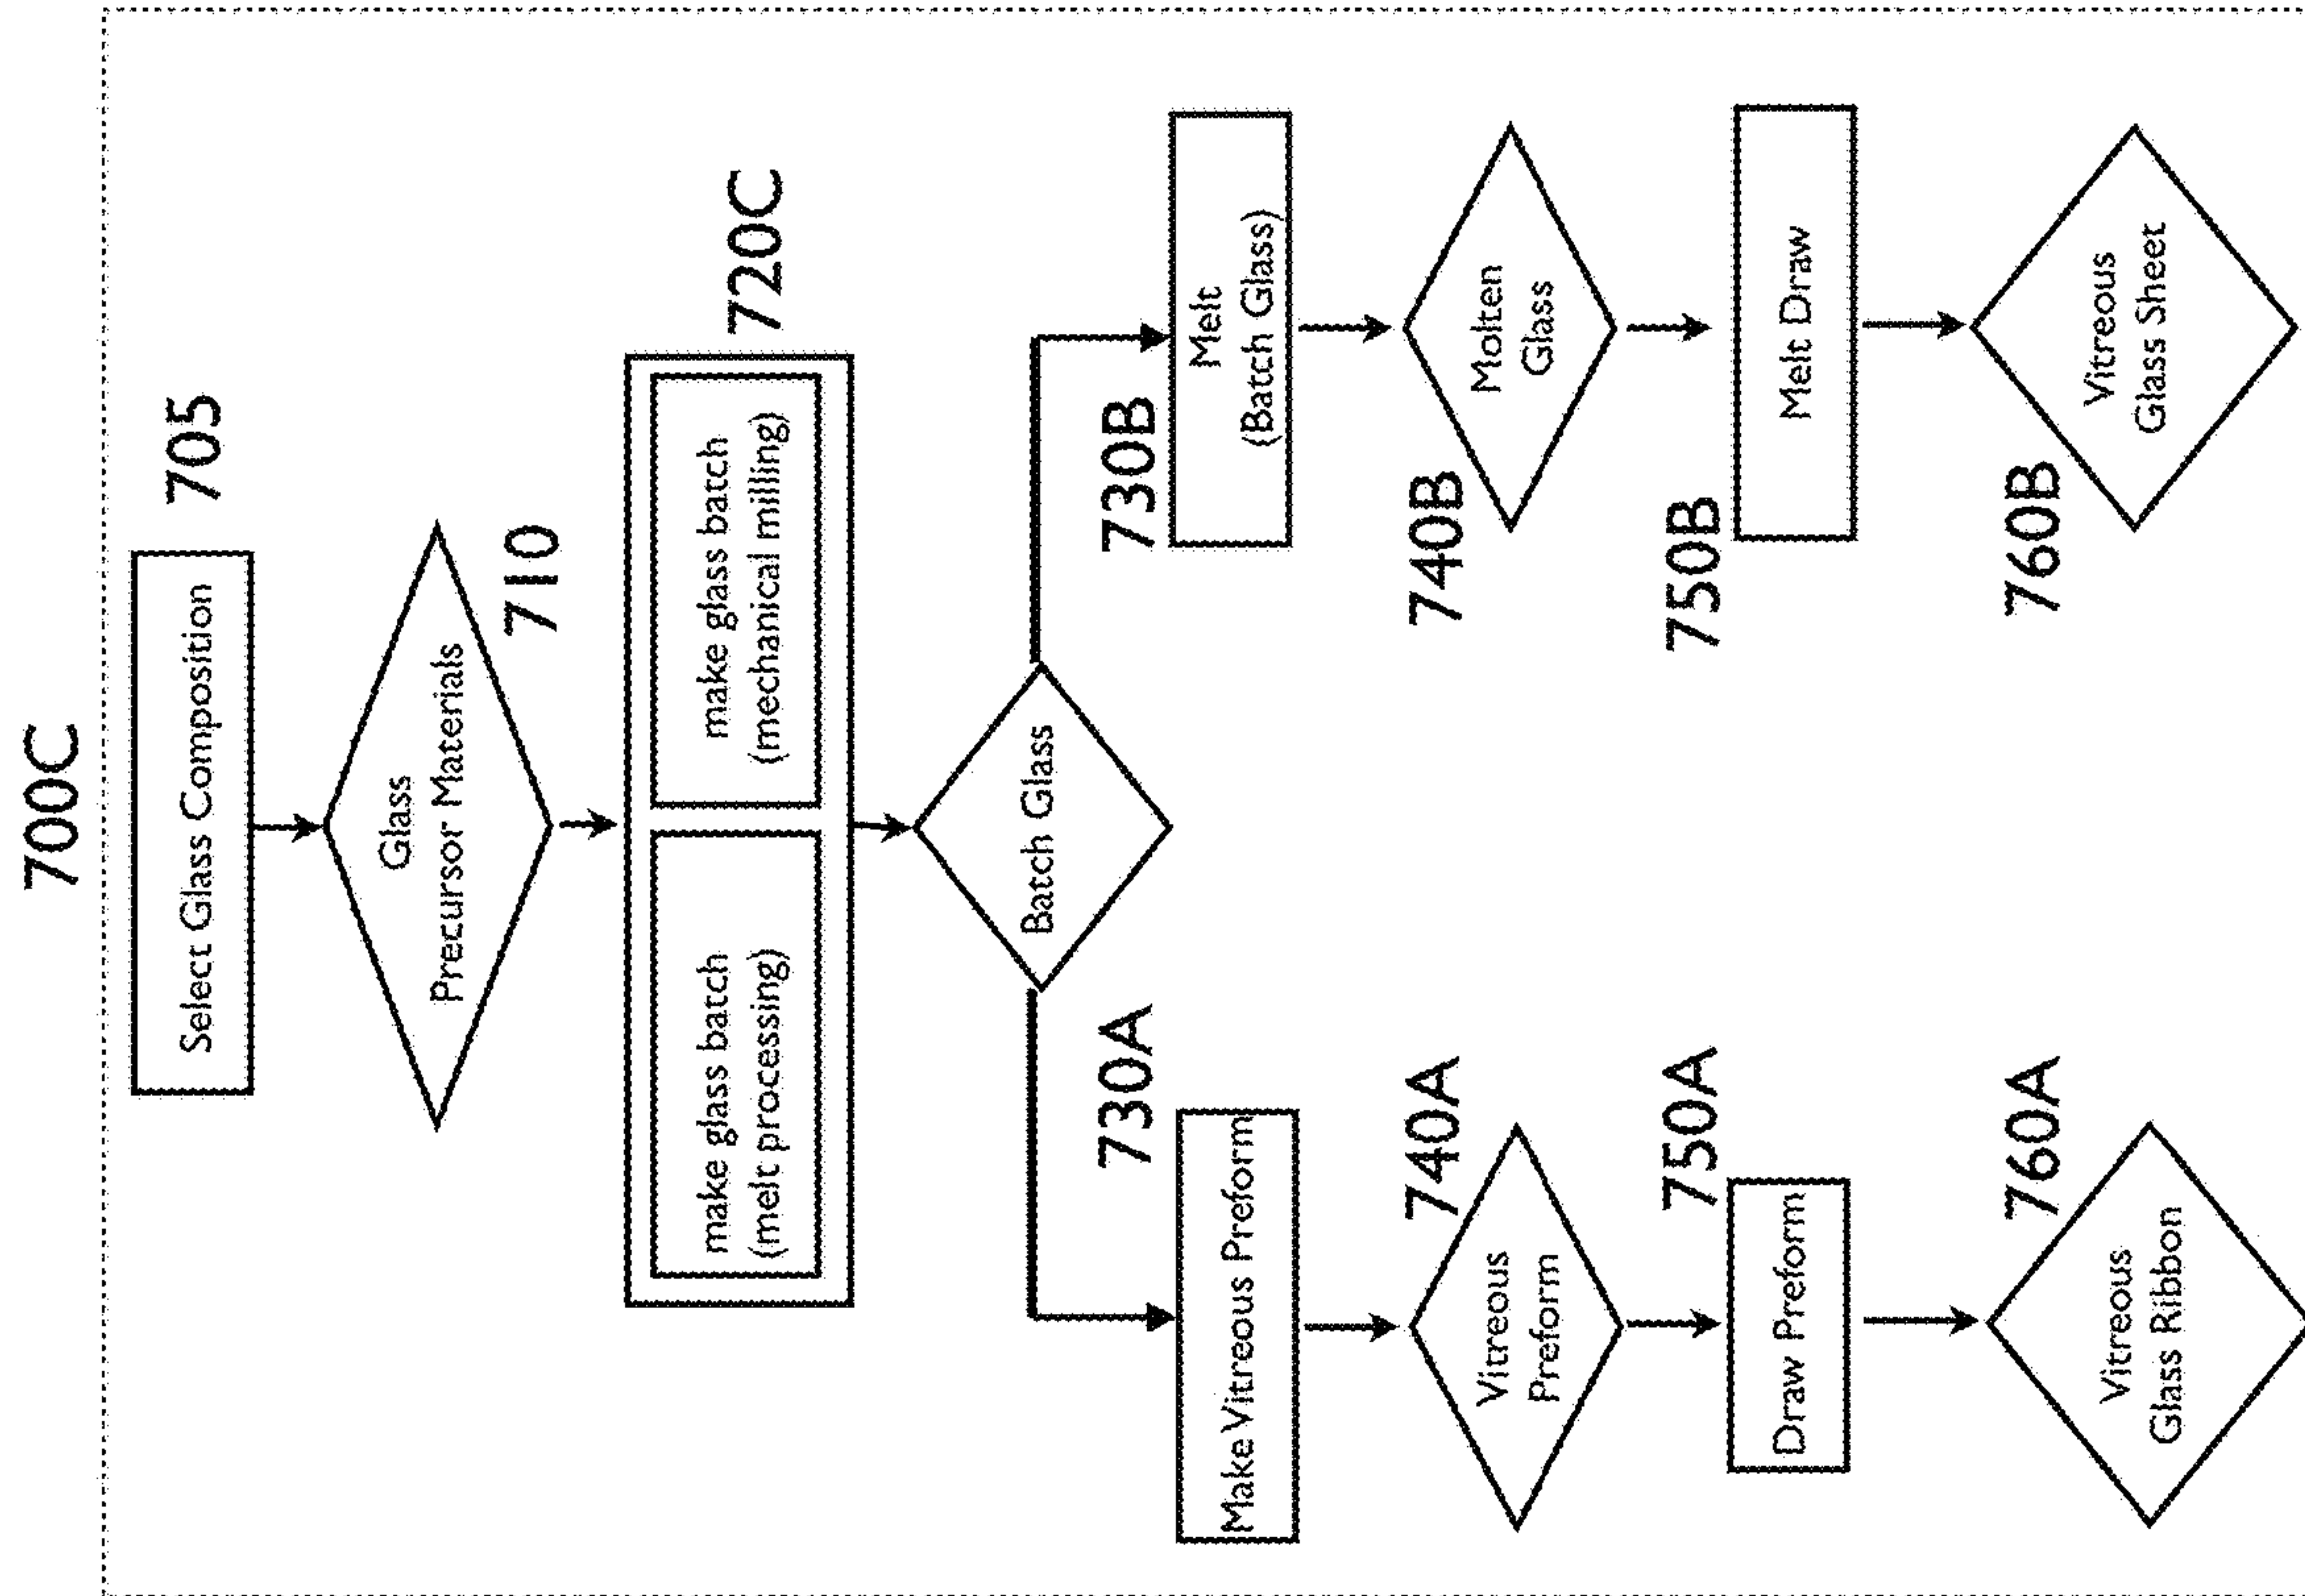 700C
705
Select Glass Composition
Glass
Precursor Materials
710
720C
make glass batch
(melt processing)
make glass batch
(mechanical milling)
Batch Glass
730A
Make Vitreous Preform
740A
Vitreous
Preform
750A
Draw Preform
760A
Vitreous
Glass Ribbon
730B
Melt
(Batch Glass)
740B
Molten
Glass
750B
Melt Draw
760B
Vitreous
Glass Sheet